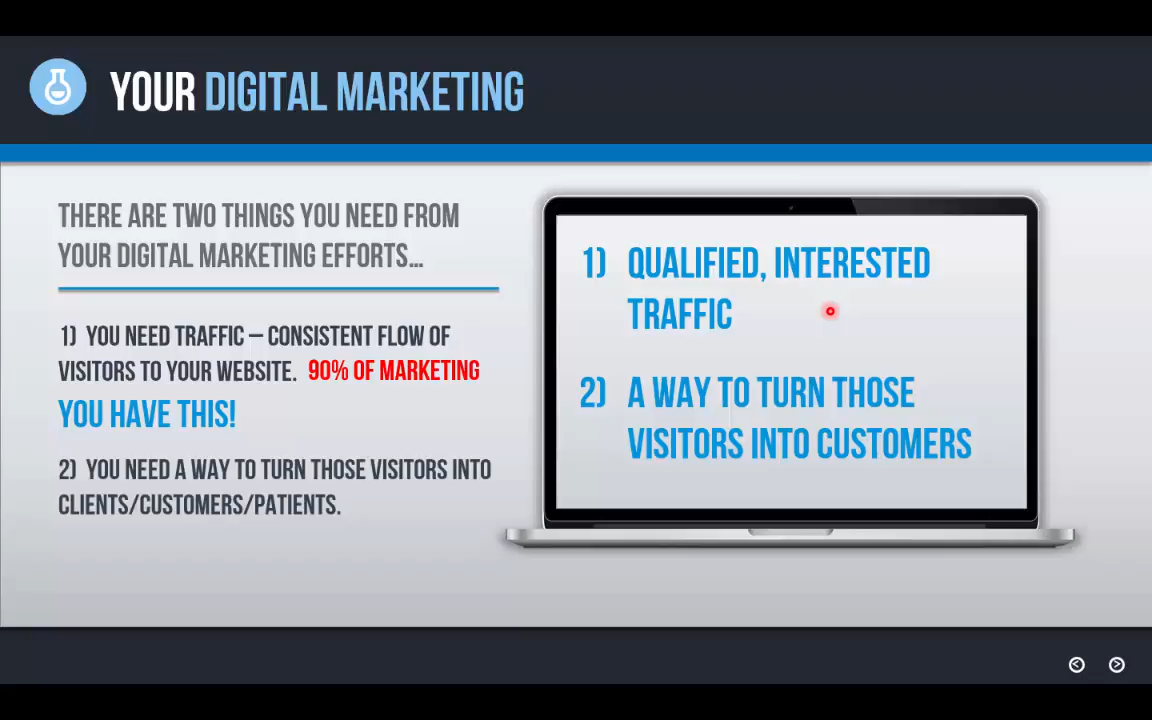 YOUR DIGITAL MARKETING
THERE ARE TWO THINGS YOU NEED FROM
YOUR DIGITAL MARKETING EFFORTS...
1) YOU NEED TRAFFIC – CONSISTENT FLOW OF
VISITORS TO YOUR WEBSITE. 90% OF MARKETING
YOU HAVE THIS!
2) YOU NEED A WAY TO TURN THOSE VISITORS INTO
CLIENTS/CUSTOMERS/PATIENTS.
1) QUALIFIED, INTERESTED
TRAFFIC
2) A WAY TO TURN THOSE
VISITORS INTO CUSTOMERS